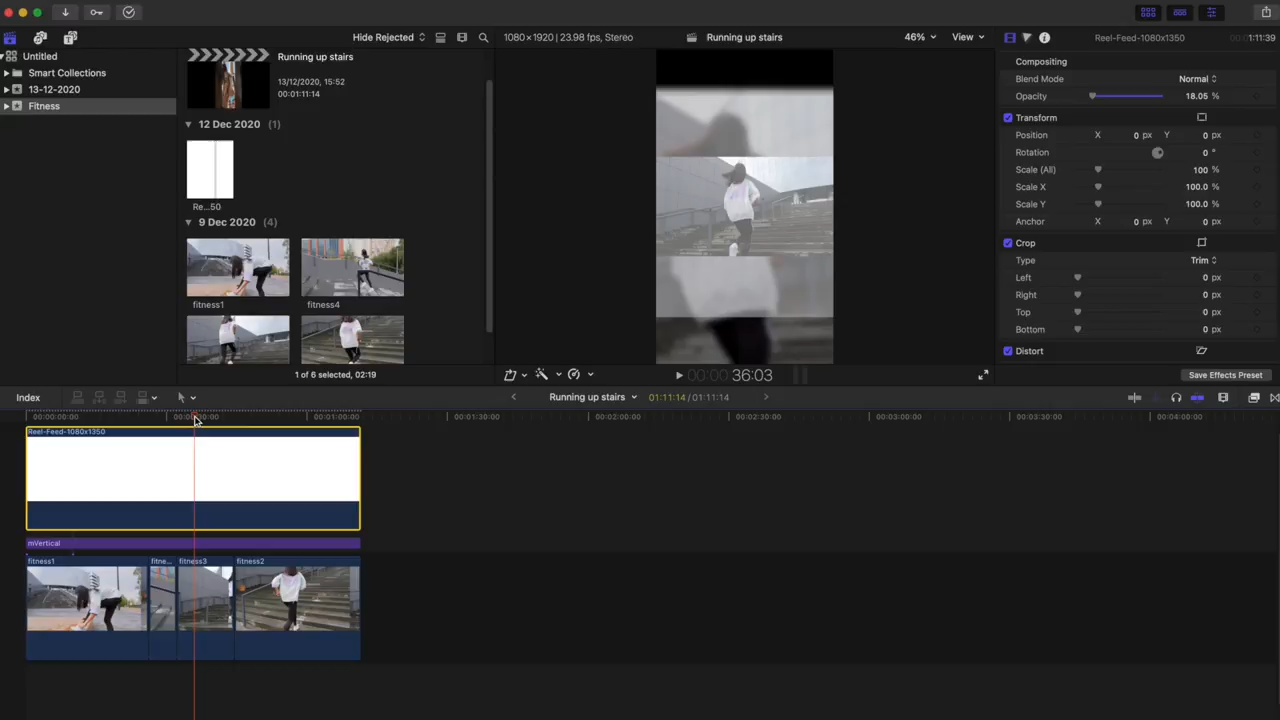 Hide Rejected
1080×1920 | 23.98 fps, Stereo
Running up stairs
46%
View
Reel-Feed-1080x1350
1:11:39
Untitled
Smart Collections
13-12-2020
Fitness
Running up stairs
13/12/2020, 15:52
00:01:11:14
12 Dec 2020 (1)
Re...50
9 Dec 2020 (4)
fitness1
fitness4
1 of 6 selected, 02:19
00:00:36:03
Compositing
Blend Mode
Normal
Opacity
18.05 %
Transform
Position
X
0 px
Y
0 px
Rotation
0 °
Scale (All)
100 %
Scale X
100.0 %
Scale Y
100.0 %
Anchor
X
0 px
Y
0 px
Crop
Type
Trim
Left
0 px
Right
0 px
Top
0 px
Bottom
0 px
Distort
Save Effects Preset
Index
Running up stairs
01:11:14 / 01:11:14
00:00:00:00
00:01:00:00
00:01:30:00
00:02:00:00
00:02:30:00
00:03:00:00
00:03:30:00
00:04:00:00
Reel-Feed-1080x1350
mVertical
fitness1
fitne...
fitness3
fitness2